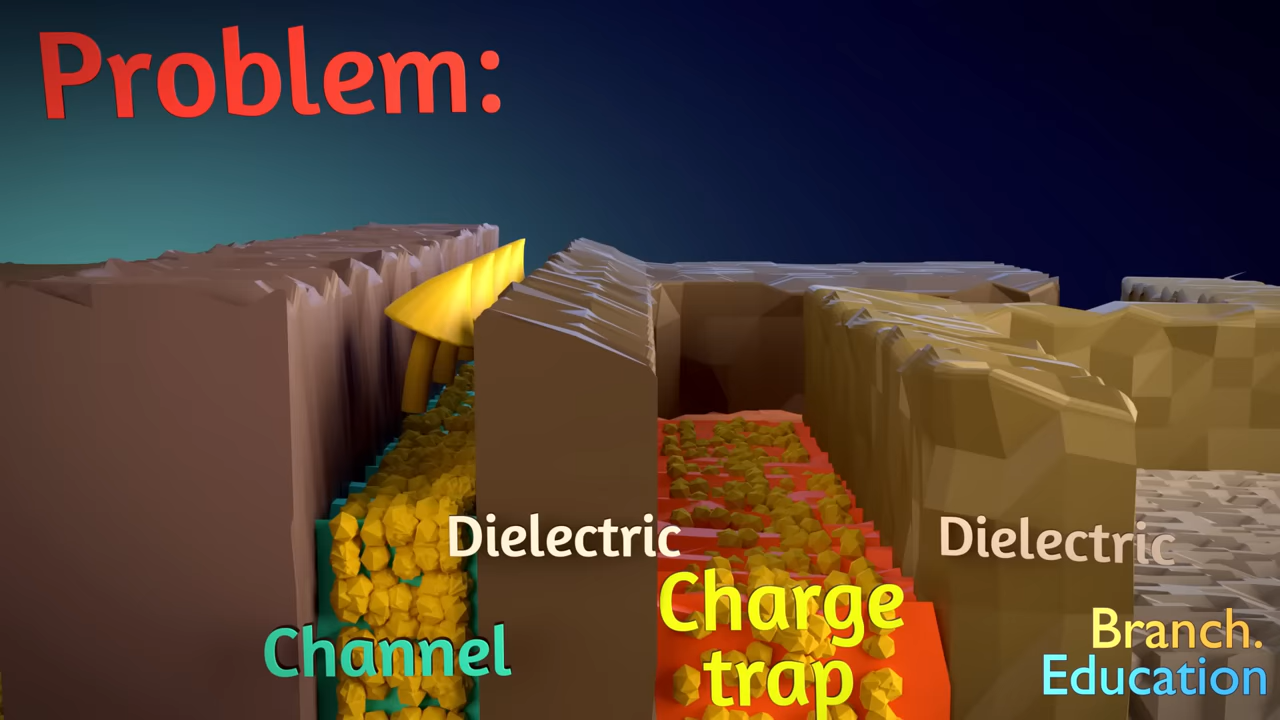 Problem:
Dielectric
Dielectric
Charge
trap
Channel
Branch.
Education